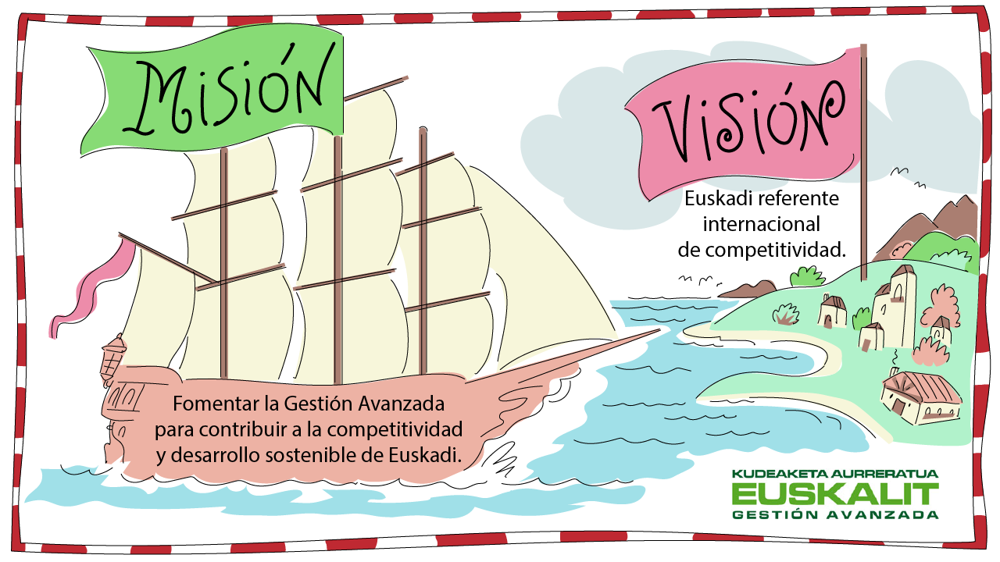 Misión
Fomentar la Gestión Avanzada
para contribuir a la competitividad
y desarrollo sostenible de Euskadi.
Visión
Euskadi referente
internacional
de competitividad.
KUDEAKETA AURRERATUA
EUSKALIT
GESTIÓN AVANZADA